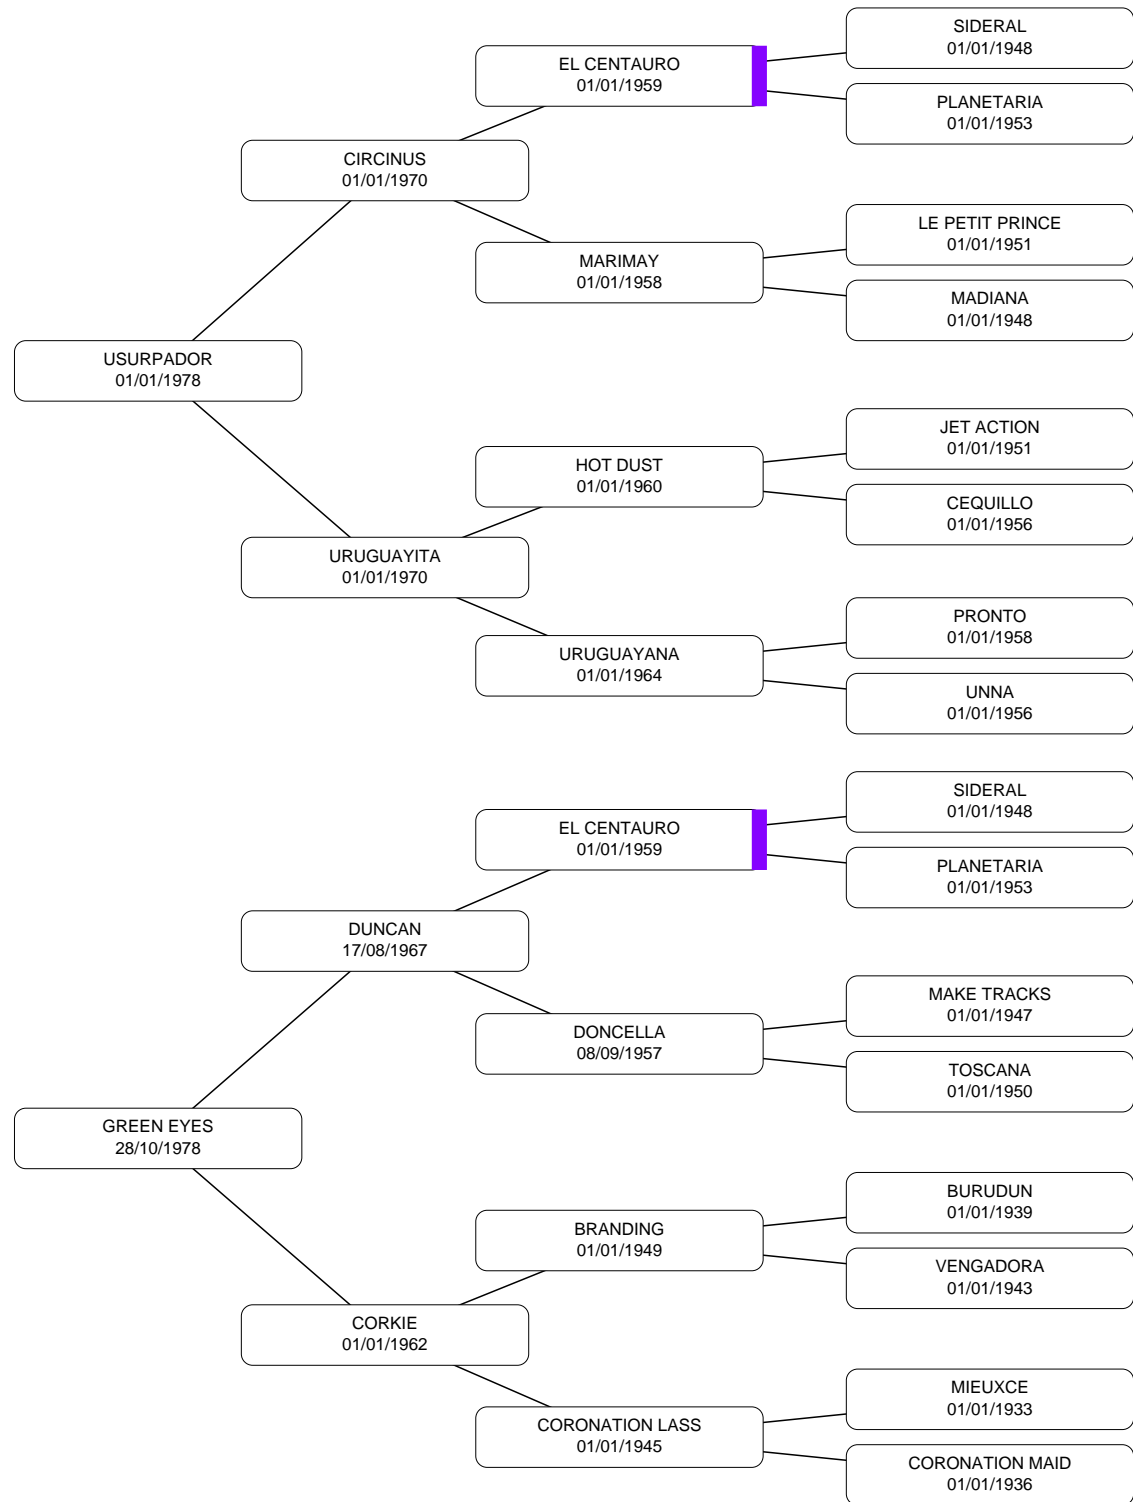 SIDERAL
01/01/1948
EL CENTAURO
01/01/1959
PLANETARIA
01/01/1953
CIRCINUS
01/01/1970
LE PETIT PRINCE
01/01/1951
MARIMAY
01/01/1958
MADIANA
01/01/1948
USURPADOR
01/01/1978
JET ACTION
01/01/1951
HOT DUST
01/01/1960
CEQUILLO
01/01/1956
URUGUAYITA
01/01/1970
PRONTO
01/01/1958
URUGUAYANA
01/01/1964
UNNA
01/01/1956
SIDERAL
01/01/1948
EL CENTAURO
01/01/1959
PLANETARIA
01/01/1953
DUNCAN
17/08/1967
MAKE TRACKS
01/01/1947
DONCELLA
08/09/1957
TOSCANA
01/01/1950
GREEN EYES
28/10/1978
BURUDUN
01/01/1939
BRANDING
01/01/1949
VENGADORA
01/01/1943
CORKIE
01/01/1962
MIEUXCE
01/01/1933
CORONATION LASS
01/01/1945
CORONATION MAID
01/01/1936